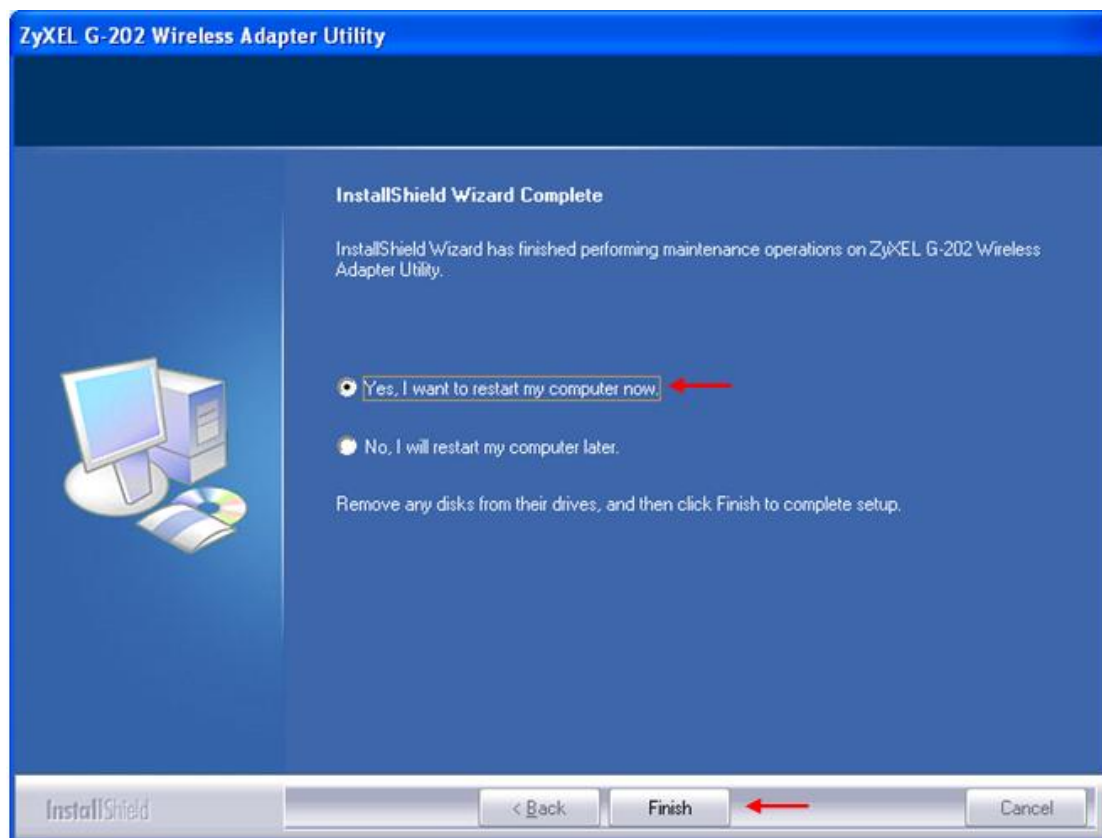 ZyXEL G-202 Wireless Adapter Utility
InstallShield Wizard Complete
InstallShield Wizard has finished performing maintenance operations on ZyXEL G-202 Wireless
Adapter Utility.
Yes, I want to restart my computer now.
No, I will restart my computer later.
Remove any disks from their drives, and then click Finish to complete setup.
InstallShield
< Back
Finish
Cancel